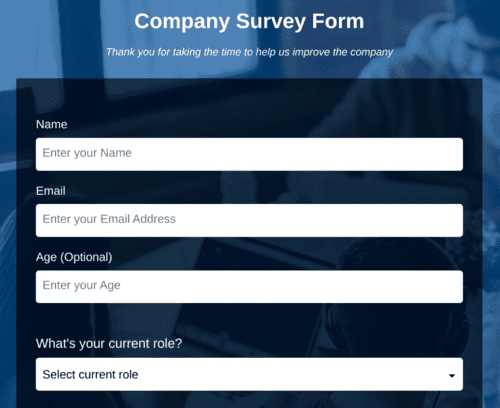 Company Survey Form
Thank you for taking the time to help us improve the company
Name
Enter your Name
Email
Enter your Email Address
Age (Optional)
Enter your Age
What's your current role?
Select current role